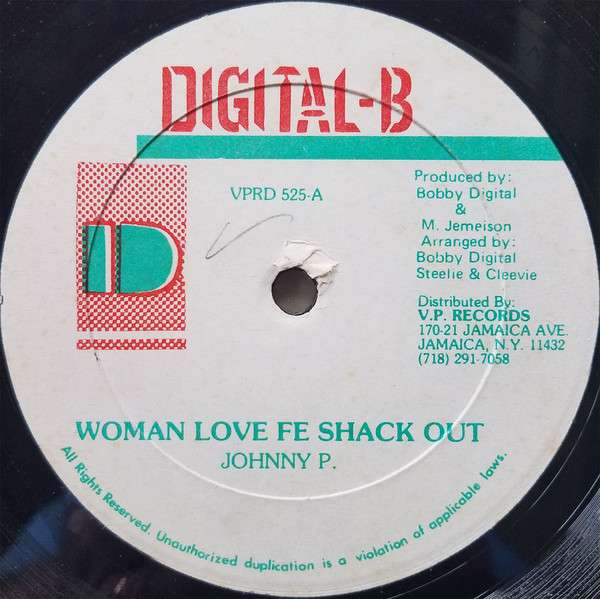 DIGITAL-B
VPRD 525-A
Produced by:
Bobby Digital
&
M. Jemeison
Arranged by:
Bobby Digital
Steelie & Cleevie
Distributed By:
V.P. RECORDS
170-21 JAMAICA AVE.
JAMAICA, N.Y. 11432
(718) 291-7058
D
WOMAN LOVE FE SHACK OUT
JOHNNY P.
All Rights Reserved. Unauthorized duplication is a violation of applicable laws.